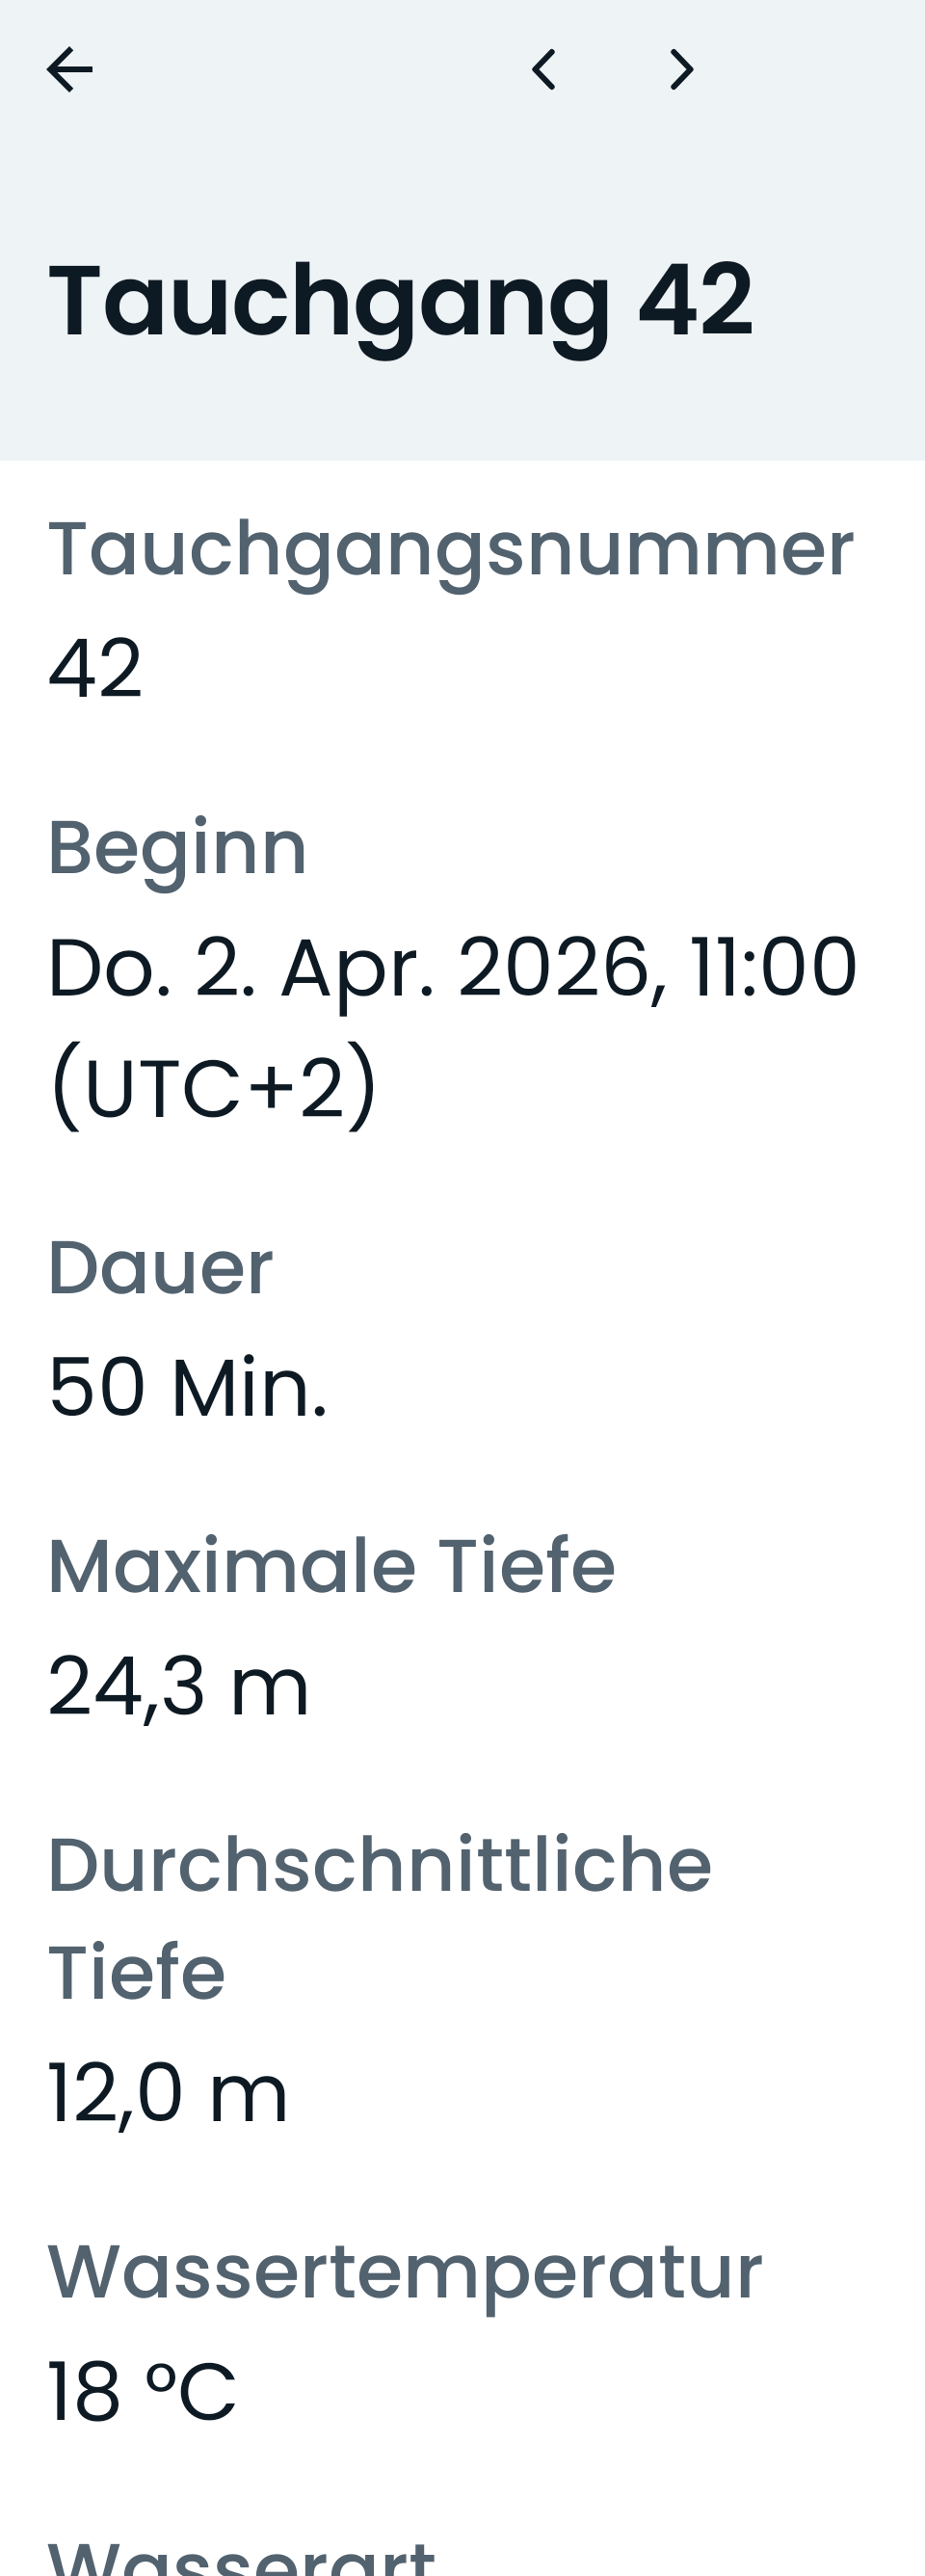 Tauchgang 42
Tauchgangsnummer
42
Beginn
Do. 2. Apr. 2026, 11:00
(UTC+2)
Dauer
50 Min.
Maximale Tiefe
24,3 m
Durchschnittliche
Tiefe
12,0 m
Wassertemperatur
18 °C
Wasserart